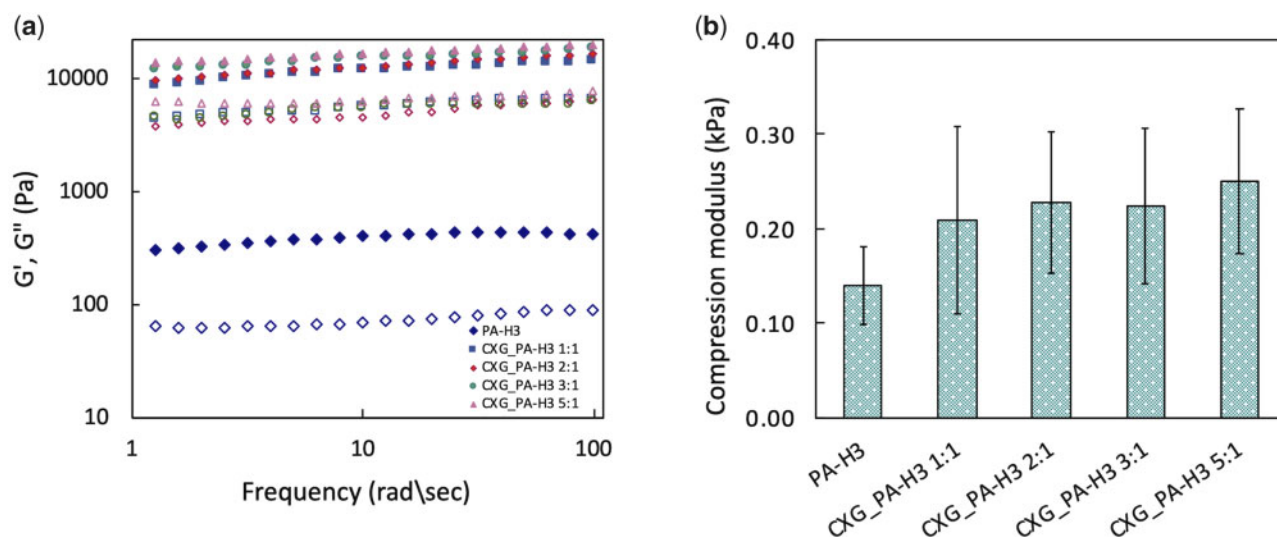 (a)
10000
1000
100
10
G', G" (Pa)
PA-H3
CXG_PA-H3 1:1
CXG_PA-H3 2:1
CXG_PA-H3 3:1
CXG_PA-H3 5:1
1 10 100
Frequency (rad\sec)
(b)
0.40
0.30
0.20
0.10
0.00
Compression modulus (kPa)
PA-H3
CXG_PA-H3 1:1
CXG_PA-H3 2:1
CXG_PA-H3 3:1
CXG_PA-H3 5:1